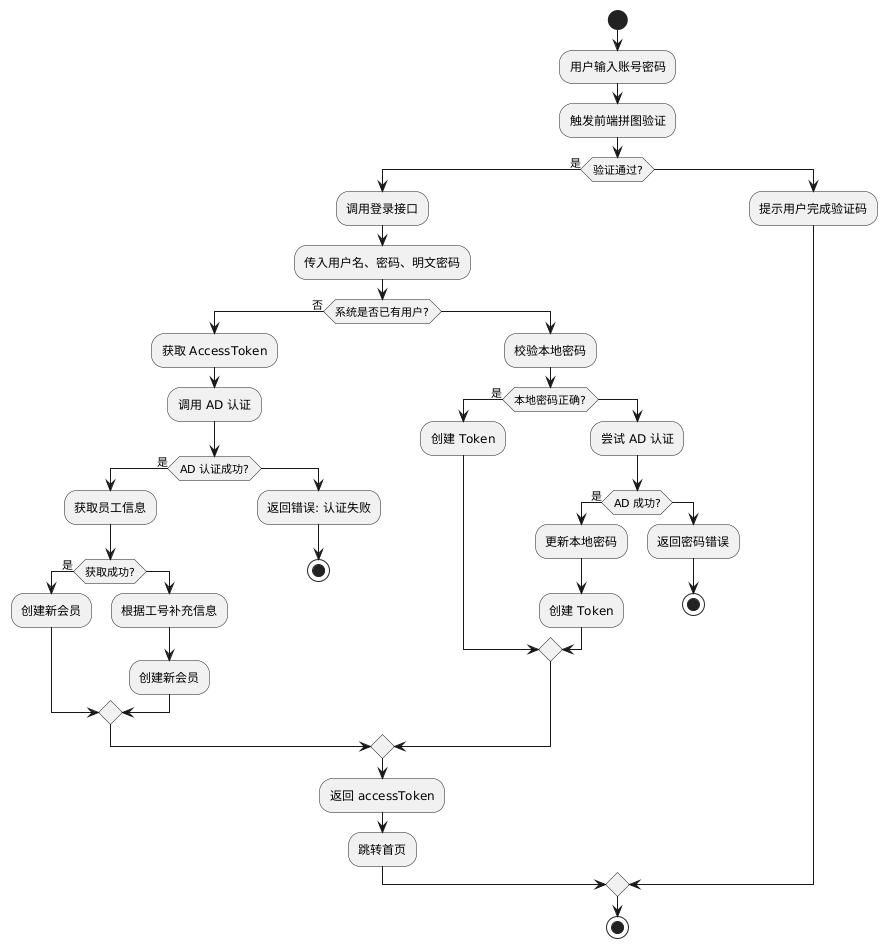 用户输入账号密码
触发前端拼图验证
是
验证通过?
调用登录接口
提示用户完成验证码
传入用户名、密码、明文密码
否
系统是否已有用户?
获取 AccessToken
校验本地密码
调用 AD 认证
是
本地密码正确?
创建 Token
尝试 AD 认证
是
AD 认证成功?
获取员工信息
返回错误: 认证失败
是
AD 成功?
更新本地密码
返回密码错误
是
获取成功?
创建新会员
根据工号补充信息
创建 Token
创建新会员
返回 accessToken
跳转首页